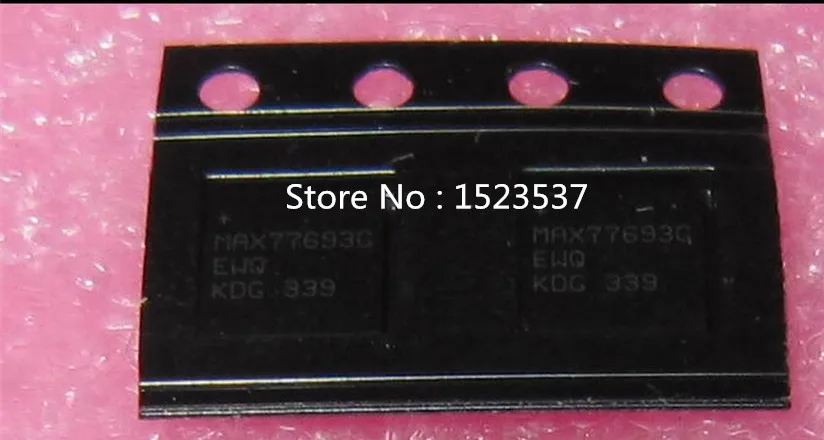 Store No : 1523537
+
MAX77693G
EWQ
KDG 339
+
MAX77693G
EWQ
KDG 339